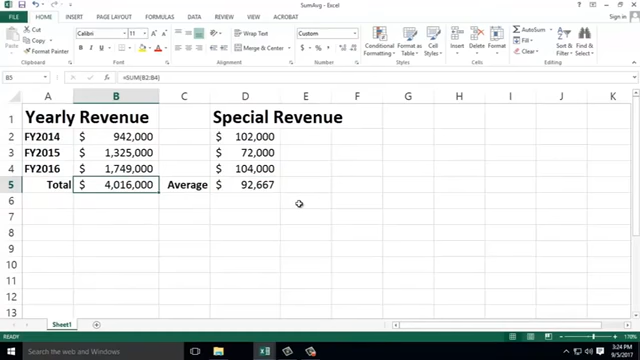 SumAvg - Excel
Sign in
FILE HOME INSERT PAGE LAYOUT FORMULAS DATA REVIEW VIEW ACROBAT
Cut
Copy
Format Painter
Clipboard
Calibri 11
Font
Wrap Text
Merge & Center
Alignment
Currency
Number
Conditional Formatting
Format as Table
Cell Styles
Styles
Insert
Delete
Format
Cells
AutoSum
Fill
Clear
Editing
Sort & Filter
Find & Select
B5 =SUM(B2:B4)
A B C D E F G H I J K
1 Yearly Revenue Special Revenue
2 FY2014 $ 942,000 $ 102,000
3 FY2015 $ 1,325,000 $ 72,000
4 FY2016 $ 1,749,000 $ 104,000
5 Total $ 4,016,000 Average $ 92,667
6
7
8
9
10
11
12
13
Sheet1
READY 170%
Search the web and Windows
3:24 PM
9/5/2017